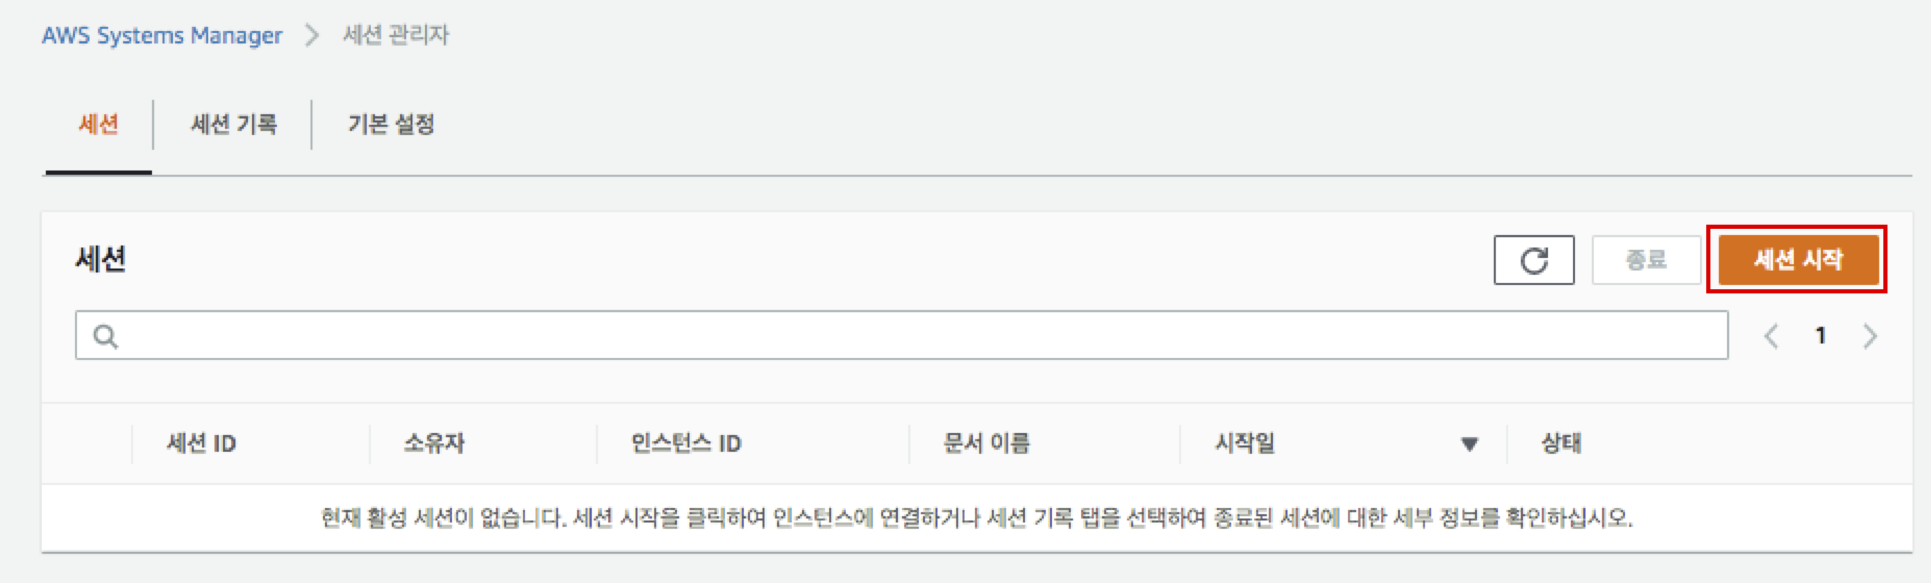 AWS Systems Manager > 세션 관리자
세션 세션 기록 기본 설정
세션 종료 세션 시작
1
세션 ID 소유자 인스턴스 ID 문서 이름 시작일 상태
현재 활성 세션이 없습니다. 세션 시작을 클릭하여 인스턴스에 연결하거나 세션 기록 탭을 선택하여 종료된 세션에 대한 세부 정보를 확인하십시오.